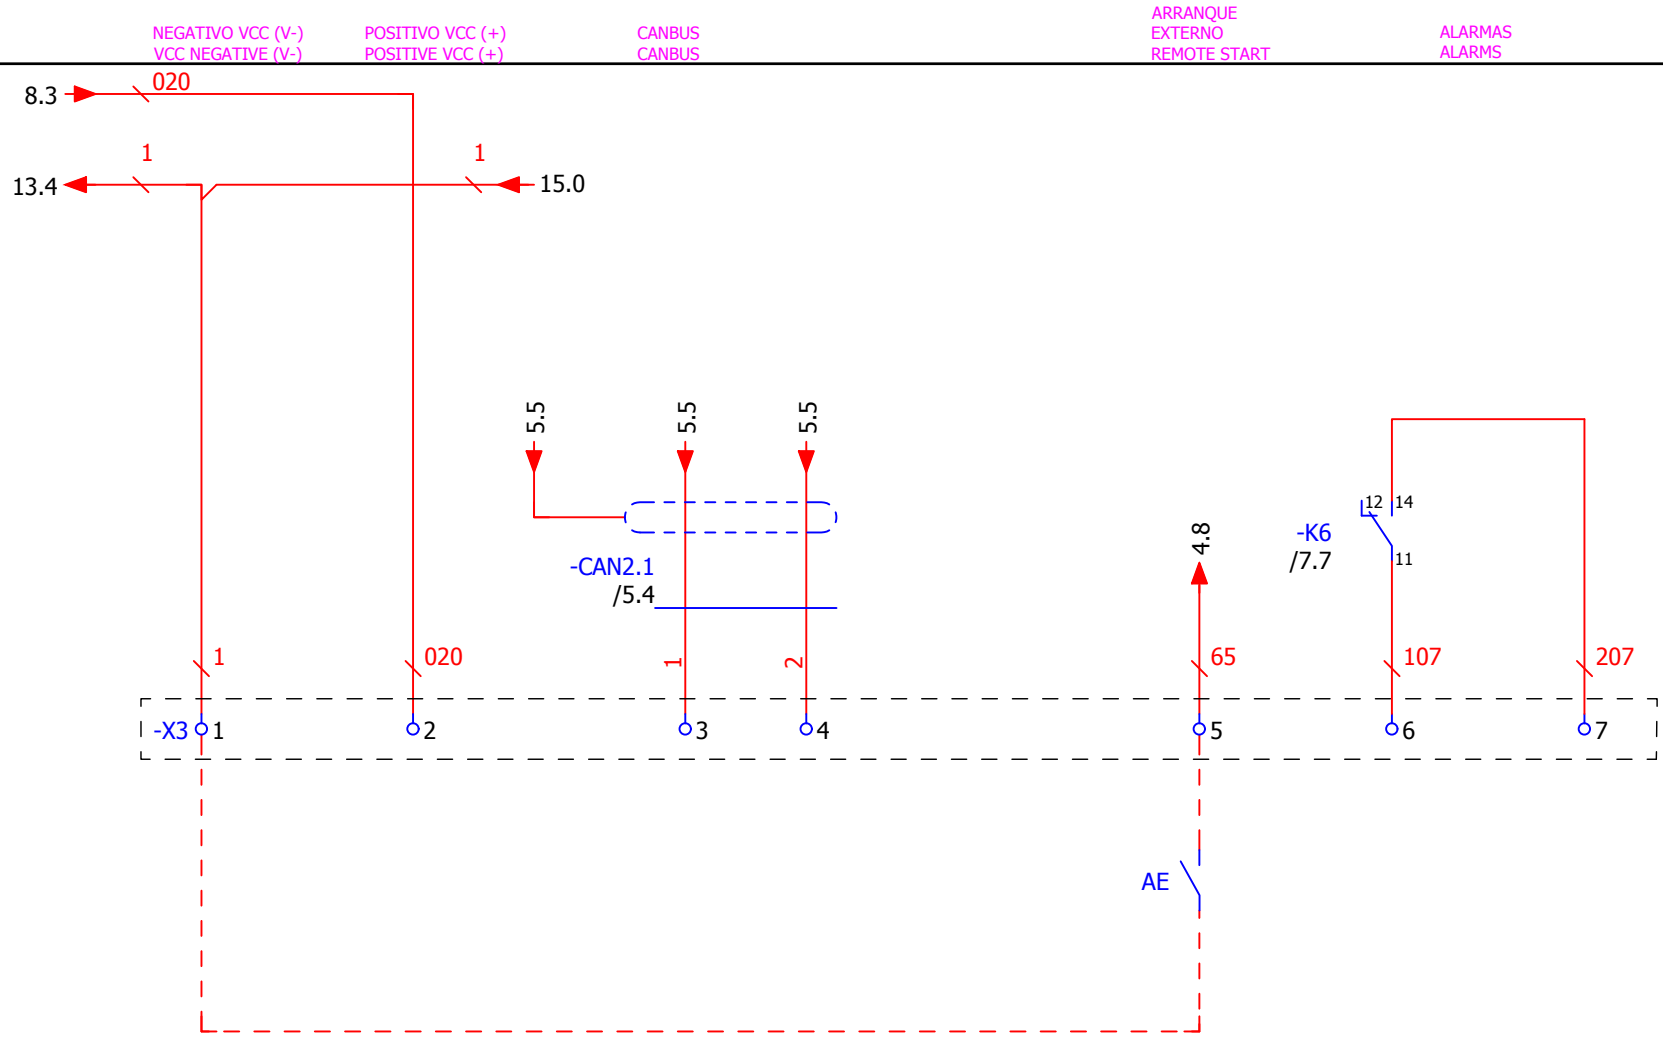 NEGATIVO VCC (V-)
VCC NEGATIVE (V-)
POSITIVO VCC (+)
POSITIVE VCC (+)
CANBUS
CANBUS
ARRANQUE
EXTERNO
REMOTE START
ALARMAS
ALARMS
8.3
020
13.4
1
1
15.0
5.5
5.5
5.5
-CAN2.1
/5.4
4.8
-K6
/7.7
12
14
11
1
020
1
2
65
107
207
-X3
1
2
3
4
5
6
7
AE